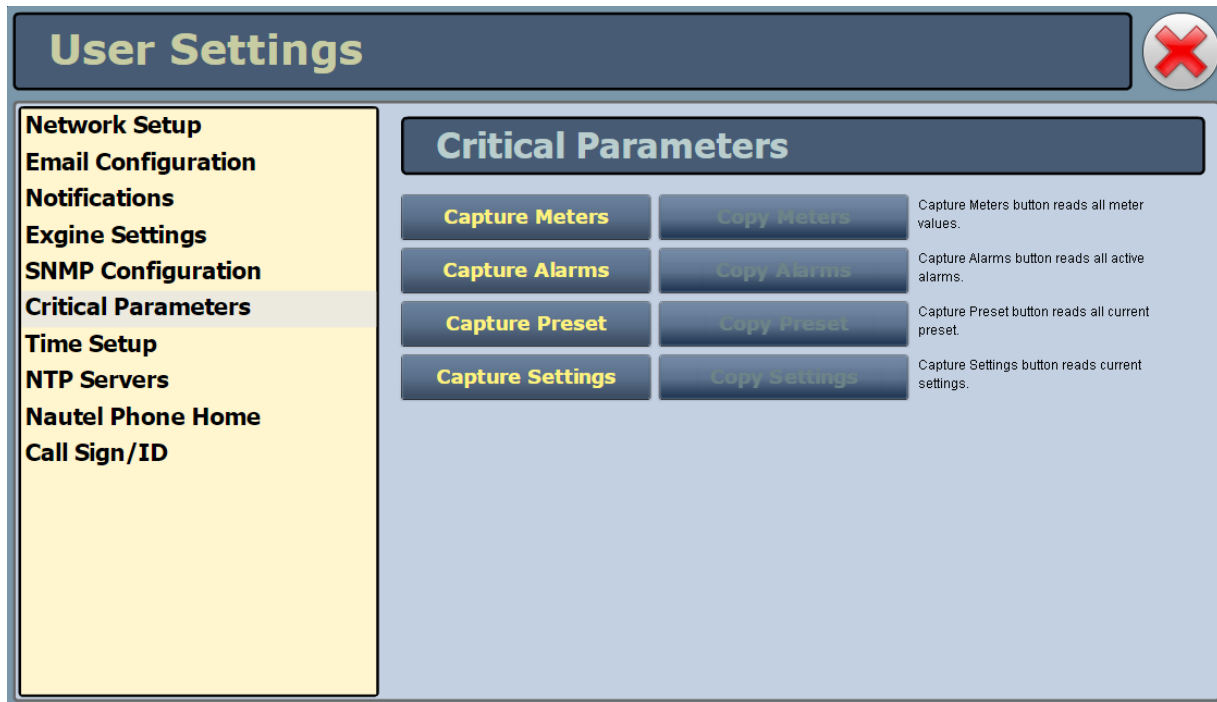 User Settings
Network Setup
Email Configuration
Notifications
Exgine Settings
SNMP Configuration
Critical Parameters
Time Setup
NTP Servers
Nautel Phone Home
Call Sign/ID
Critical Parameters
Capture Meters
Copy Meters
Capture Meters button reads all meter
values.
Capture Alarms
Copy Alarms
Capture Alarms button reads all active
alarms.
Capture Preset
Copy Preset
Capture Preset button reads all current
preset.
Capture Settings
Copy Settings
Capture Settings button reads current
settings.